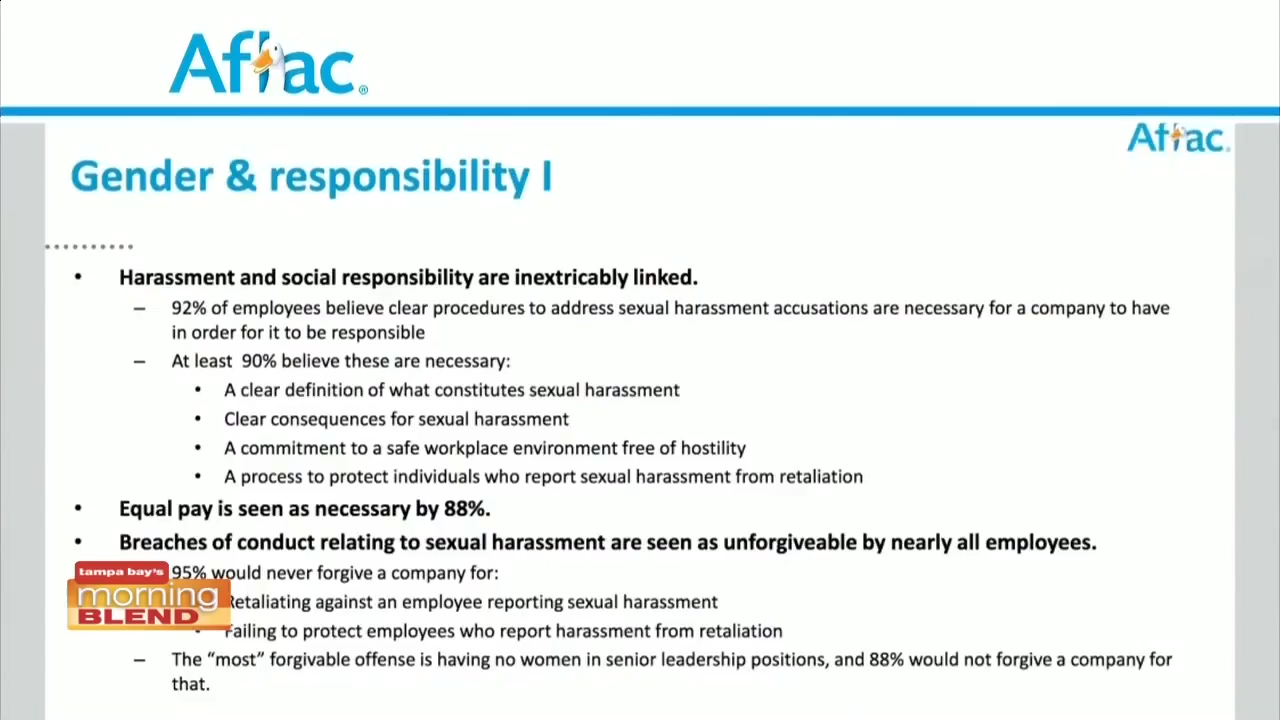 Aflac®
Aflac.
Gender & responsibility I
• Harassment and social responsibility are inextricably linked.
– 92% of employees believe clear procedures to address sexual harassment accusations are necessary for a company to have
in order for it to be responsible
– At least 90% believe these are necessary:
• A clear definition of what constitutes sexual harassment
• Clear consequences for sexual harassment
• A commitment to a safe workplace environment free of hostility
• A process to protect individuals who report sexual harassment from retaliation
• Equal pay is seen as necessary by 88%.
• Breaches of conduct relating to sexual harassment are seen as unforgiveable by nearly all employees.
95% would never forgive a company for:
Retaliating against an employee reporting sexual harassment
• Failing to protect employees who report harassment from retaliation
– The “most” forgivable offense is having no women in senior leadership positions, and 88% would not forgive a company for
that.
tampa bay's
morning
BLEND